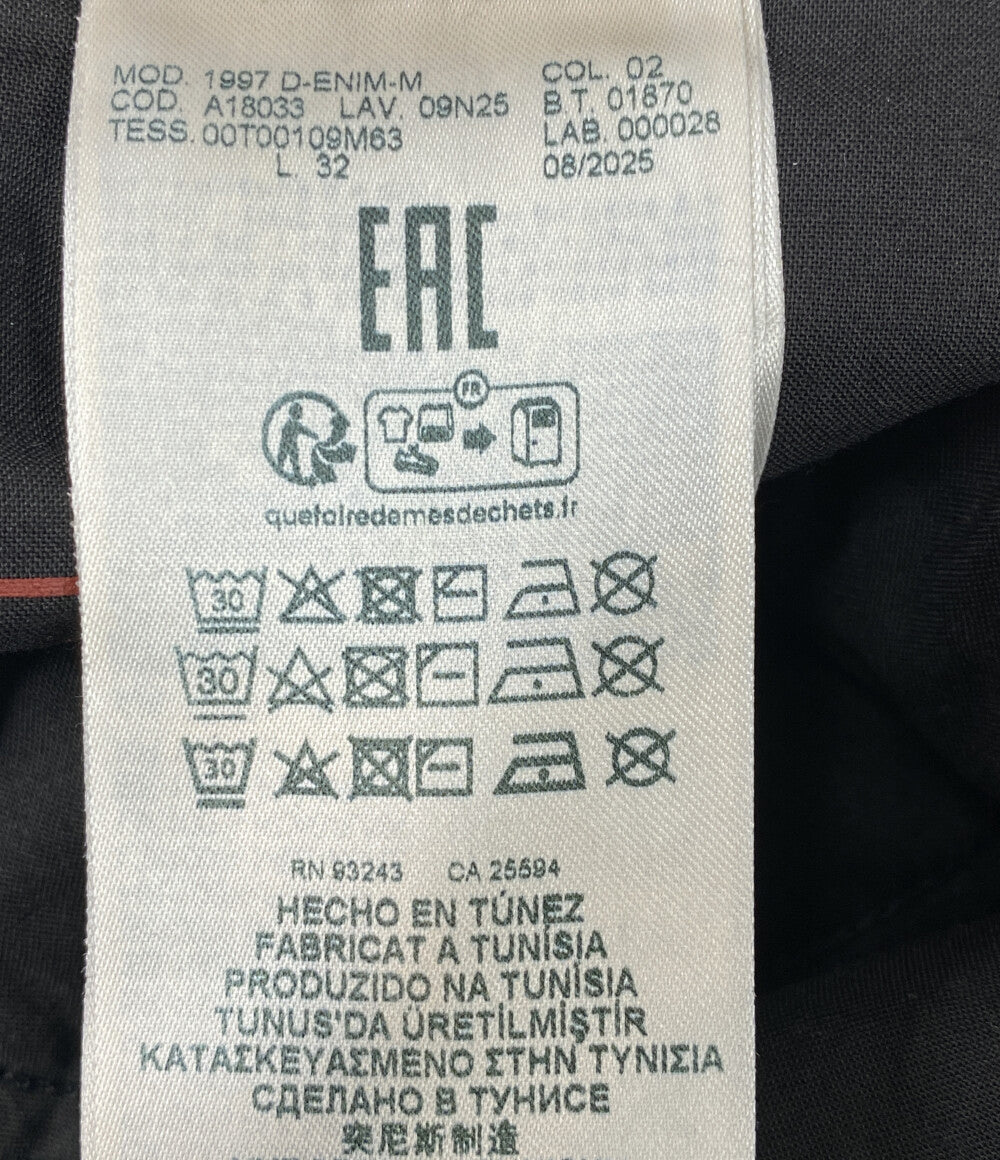 MOD. 1997 D-ENIM-M COL. 02
COD. A18033 LAV. 09N25 B.T. 01670
TESS. 00T00109M63 LAB. 000028
L. 32 08/2025
EAC
FR
quefairedemesdechets.fr
30
30
30
RN 93243 CA 25594
HECHO EN TÚNEZ
FABRICAT A TUNÍSIA
PRODUZIDO NA TUNÍSIA
TUNUS'DA ÜRETİLMİŞTİR
ΚΑΤΑΣΚΕΥΑΣΜΕΝΟ ΣΤΗΝ ΤΥΝΙΣΙΑ
СДЕЛАНО В ТУНИСЕ
突尼斯制造